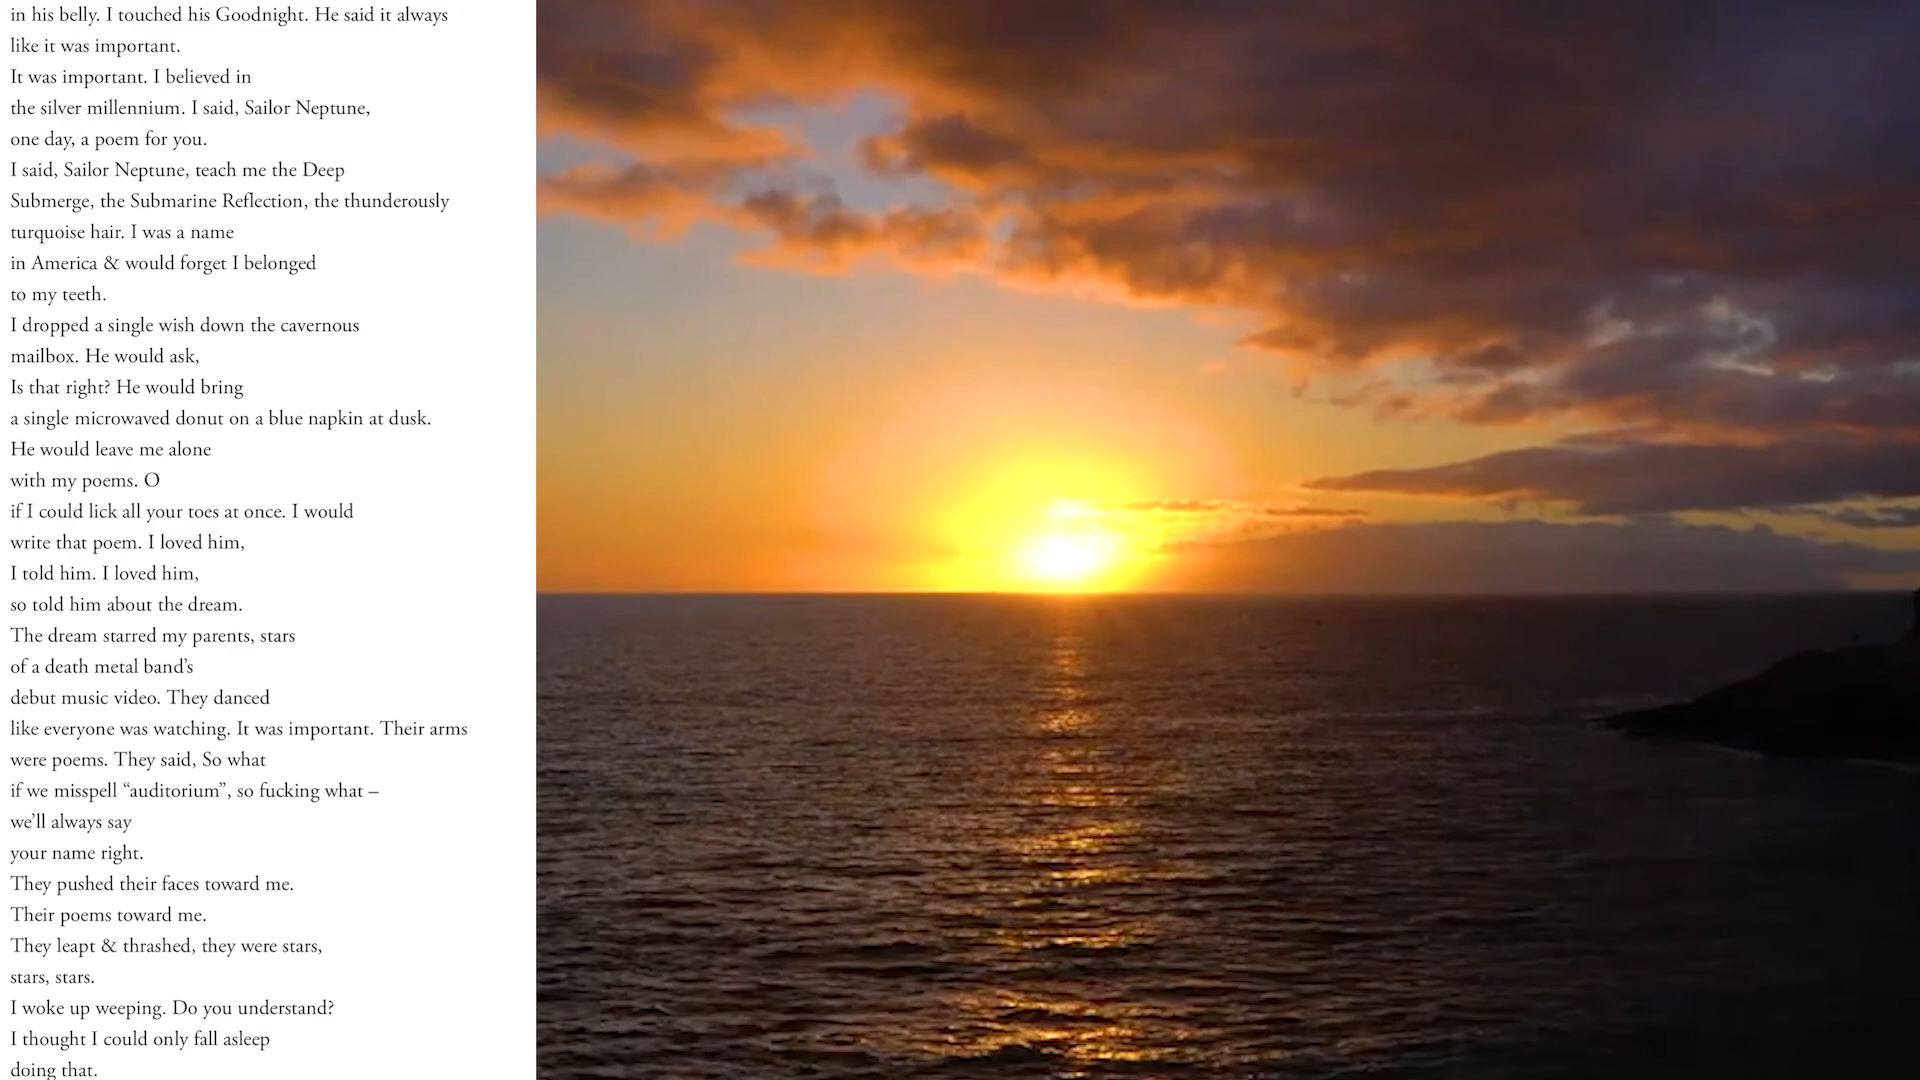 in his belly. I touched his Goodnight. He said it always
like it was important.
It was important. I believed in
the silver millennium. I said, Sailor Neptune,
one day, a poem for you.
I said, Sailor Neptune, teach me the Deep
Submerge, the Submarine Reflection, the thunderously
turquoise hair. I was a name
in America & would forget I belonged
to my teeth.
I dropped a single wish down the cavernous
mailbox. He would ask,
Is that right? He would bring
a single microwaved donut on a blue napkin at dusk.
He would leave me alone
with my poems. O
if I could lick all your toes at once. I would
write that poem. I loved him,
I told him. I loved him,
so told him about the dream.
The dream starred my parents, stars
of a death metal band’s
debut music video. They danced
like everyone was watching. It was important. Their arms
were poems. They said, So what
if we misspell “auditorium”, so fucking what –
we’ll always say
your name right.
They pushed their faces toward me.
Their poems toward me.
They leapt & thrashed, they were stars,
stars, stars.
I woke up weeping. Do you understand?
I thought I could only fall asleep
doing that.